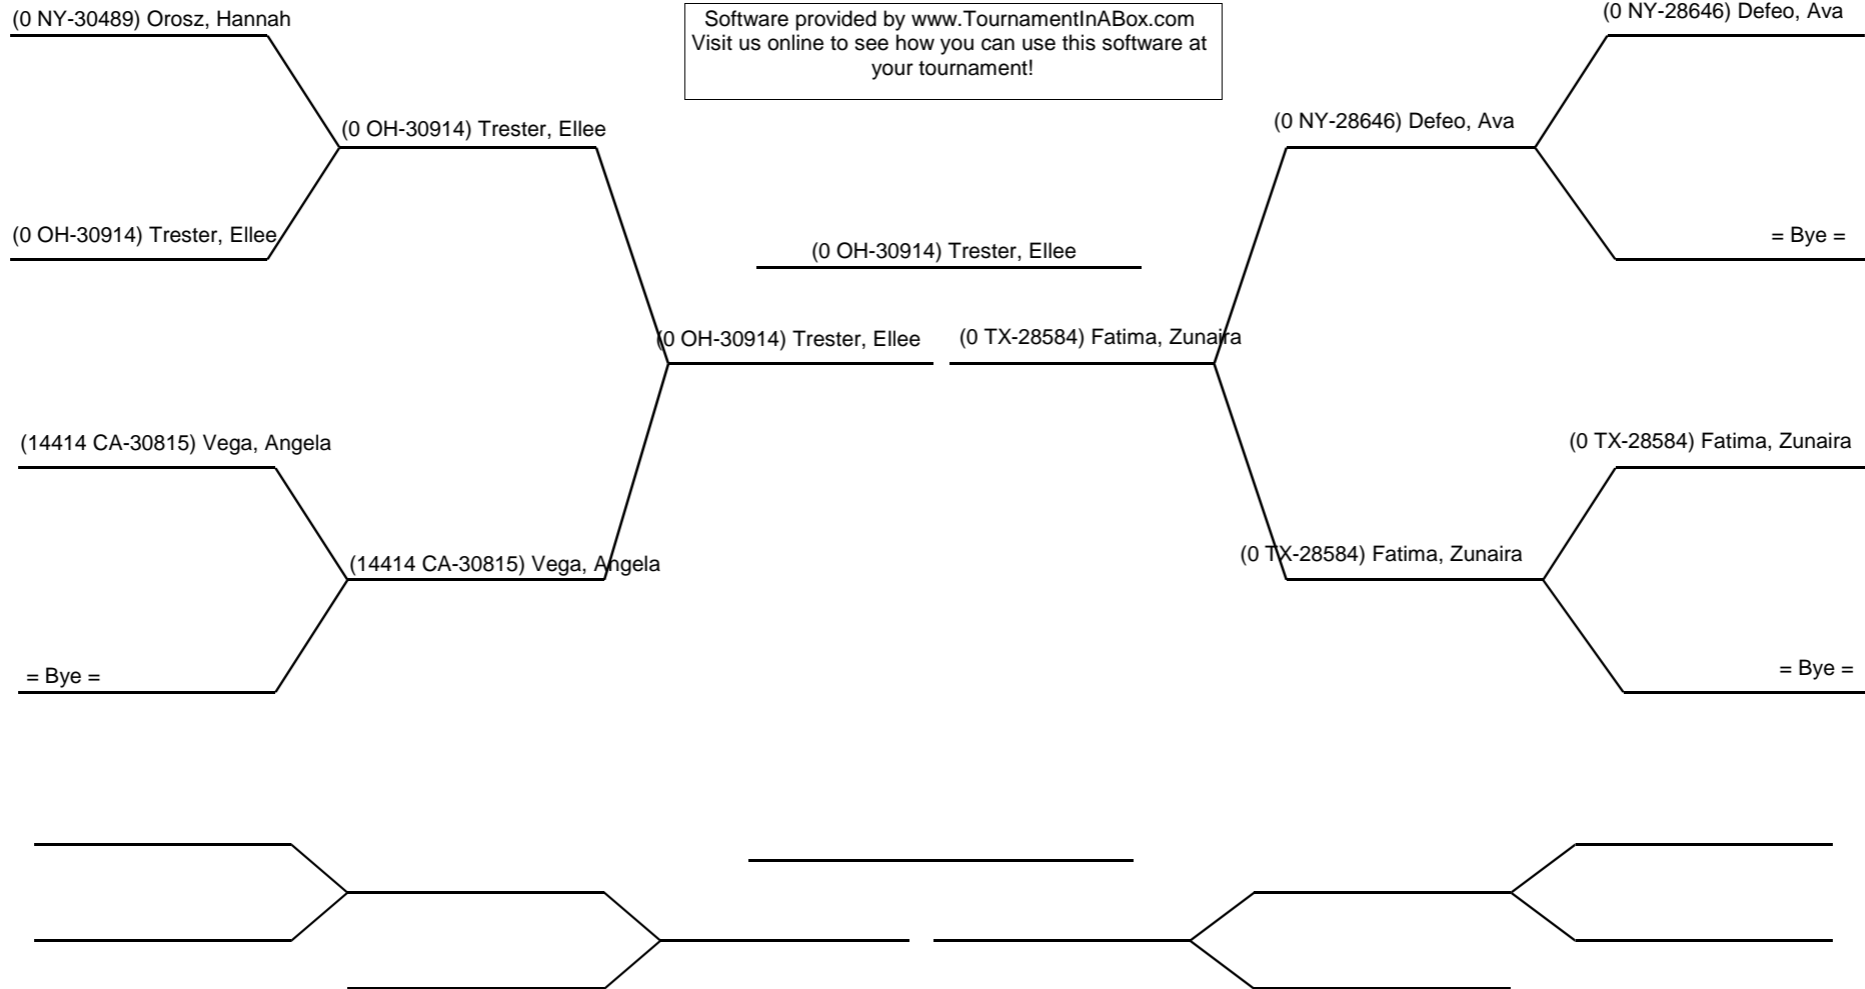 (0 NY-30489) Orosz, Hannah
Software provided by www.TournamentInABox.com
Visit us online to see how you can use this software at
your tournament!
(0 NY-28646) Defeo, Ava
(0 OH-30914) Trester, Ellee
(0 NY-28646) Defeo, Ava
(0 OH-30914) Trester, Ellee
(0 OH-30914) Trester, Ellee
= Bye =
(0 OH-30914) Trester, Ellee
(0 TX-28584) Fatima, Zunaira
(14414 CA-30815) Vega, Angela
(0 TX-28584) Fatima, Zunaira
(14414 CA-30815) Vega, Angela
(0 TX-28584) Fatima, Zunaira
= Bye =
= Bye =